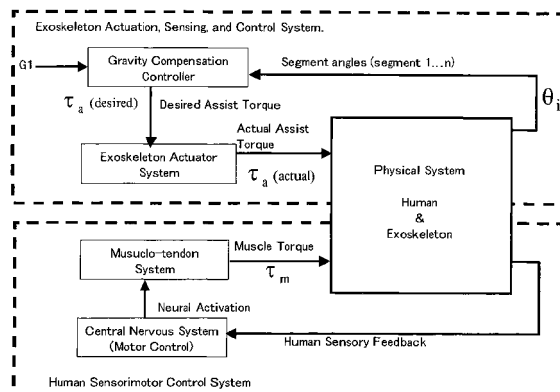 Exoskeleton Actuation, Sensing, and Control System.
G1
Gravity Compensation
Controller
Segment angles (segment 1...n)
τa (desired)
Desired Assist Torque
θi
Actual Assist
Torque
Exoskeleton Actuator
System
τa (actual)
Physical System
Human
&
Exoskeleton
Musuclo-tendon
System
Muscle Torque
τm
Neural Activation
Central Nervous System
(Motor Control)
Human Sensory Feedback
Human Sensorimotor Control System